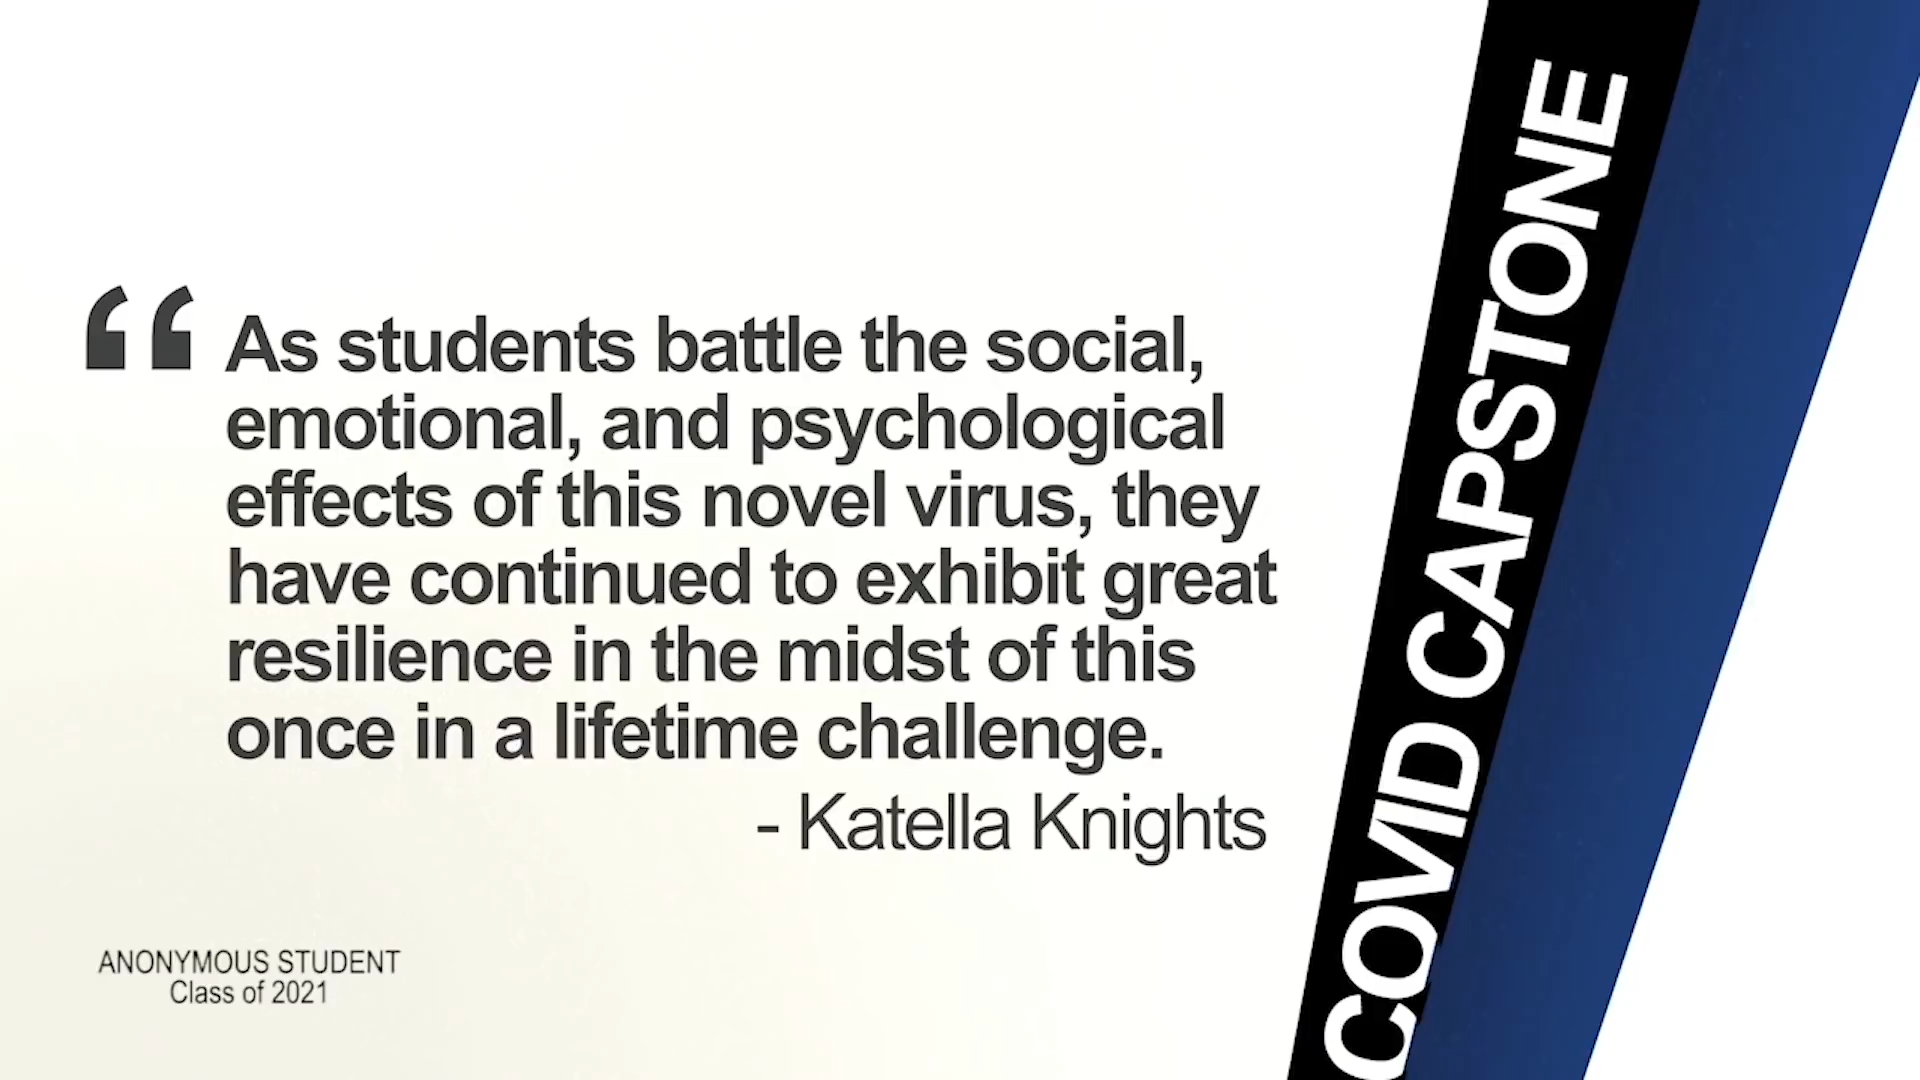 “ As students battle the social,
emotional, and psychological
effects of this novel virus, they
have continued to exhibit great
resilience in the midst of this
once in a lifetime challenge.
- Katella Knights
ANONYMOUS STUDENT
Class of 2021
COVID CAPSTONE